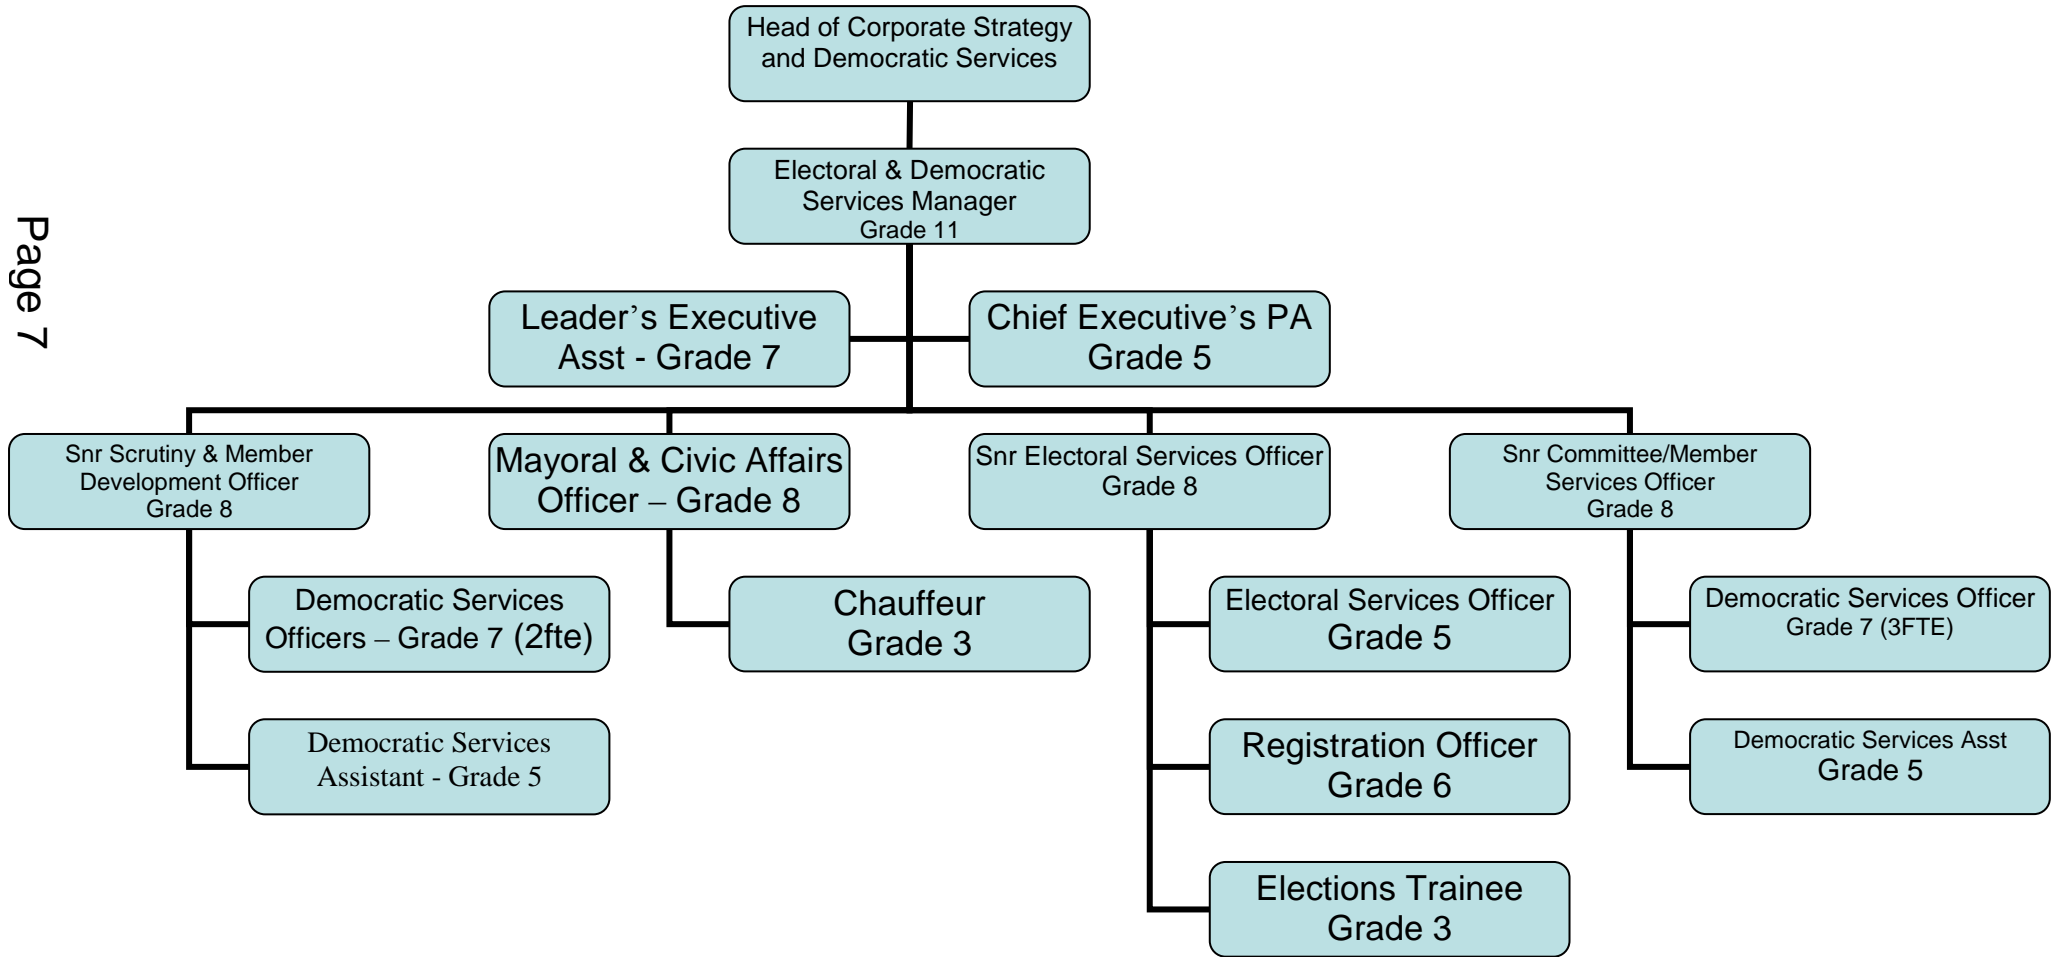 Head of Corporate Strategy
and Democratic Services
Electoral & Democratic
Services Manager
Grade 11
Page 7
Leader’s Executive
Asst - Grade 7
Chief Executive’s PA
Grade 5
Snr Scrutiny & Member
Development Officer
Grade 8
Mayoral & Civic Affairs
Officer – Grade 8
Snr Electoral Services Officer
Grade 8
Snr Committee/Member
Services Officer
Grade 8
Democratic Services
Officers – Grade 7 (2fte)
Chauffeur
Grade 3
Electoral Services Officer
Grade 5
Democratic Services Officer
Grade 7 (3FTE)
Democratic Services
Assistant - Grade 5
Registration Officer
Grade 6
Democratic Services Asst
Grade 5
Elections Trainee
Grade 3